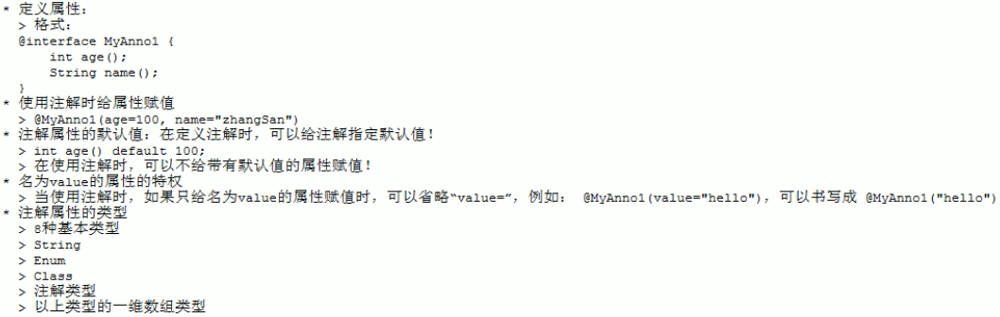 * 定义属性:
  > 格式:
  @interface MyAnno1 {
      int age();
      String name();
  }
* 使用注解时给属性赋值
  > @MyAnno1(age=100, name="zhangSan")
* 注解属性的默认值：在定义注解时，可以给注解指定默认值！
  > int age() default 100;
  > 在使用注解时，可以不给带有默认值的属性赋值！
* 名为value的属性的特权
  > 当使用注解时，如果只给名为value的属性赋值时，可以省略“value=”，例如： @MyAnno1(value="hello")，可以书写成 @MyAnno1("hello")
* 注解属性的类型
  > 8种基本类型
  > String
  > Enum
  > Class
  > 注解类型
  > 以上类型的一维数组类型